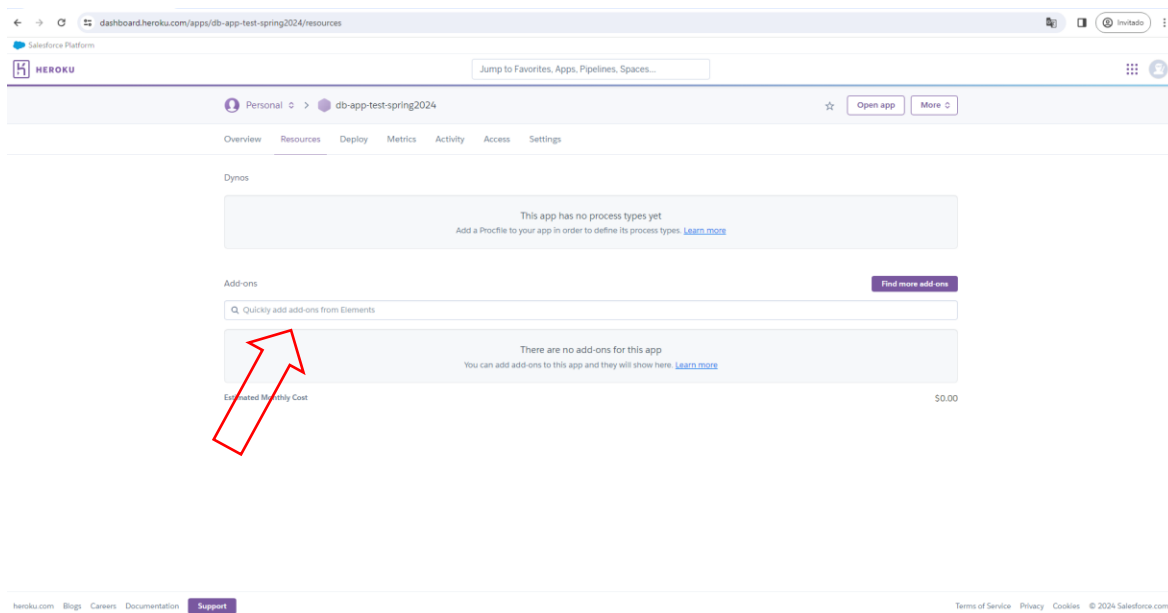 dashboard.heroku.com/apps/db-app-test-spring2024/resources
Invitado
Salesforce Platform
HEROKU
Jump to Favorites, Apps, Pipelines, Spaces...
Personal > db-app-test-spring2024
Open app
More
Overview Resources Deploy Metrics Activity Access Settings
Dynos
This app has no process types yet
Add a Procfile to your app in order to define its process types. Learn more
Add-ons
Find more add-ons
Quickly add add-ons from Elements
There are no add-ons for this app
You can add add-ons to this app and they will show here. Learn more
Estimated Monthly Cost
$0.00
heroku.com Blogs Careers Documentation Support
Terms of Service Privacy Cookies © 2024 Salesforce.com